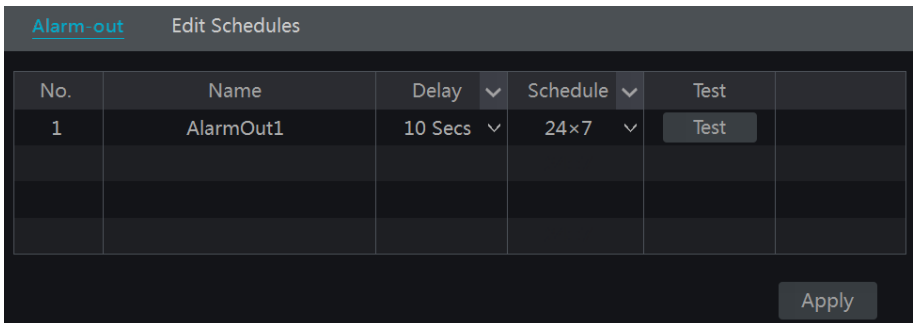 Alarm-out Edit Schedules
No. Name Delay Schedule Test
1 AlarmOut1 10 Secs 24×7 Test
Apply